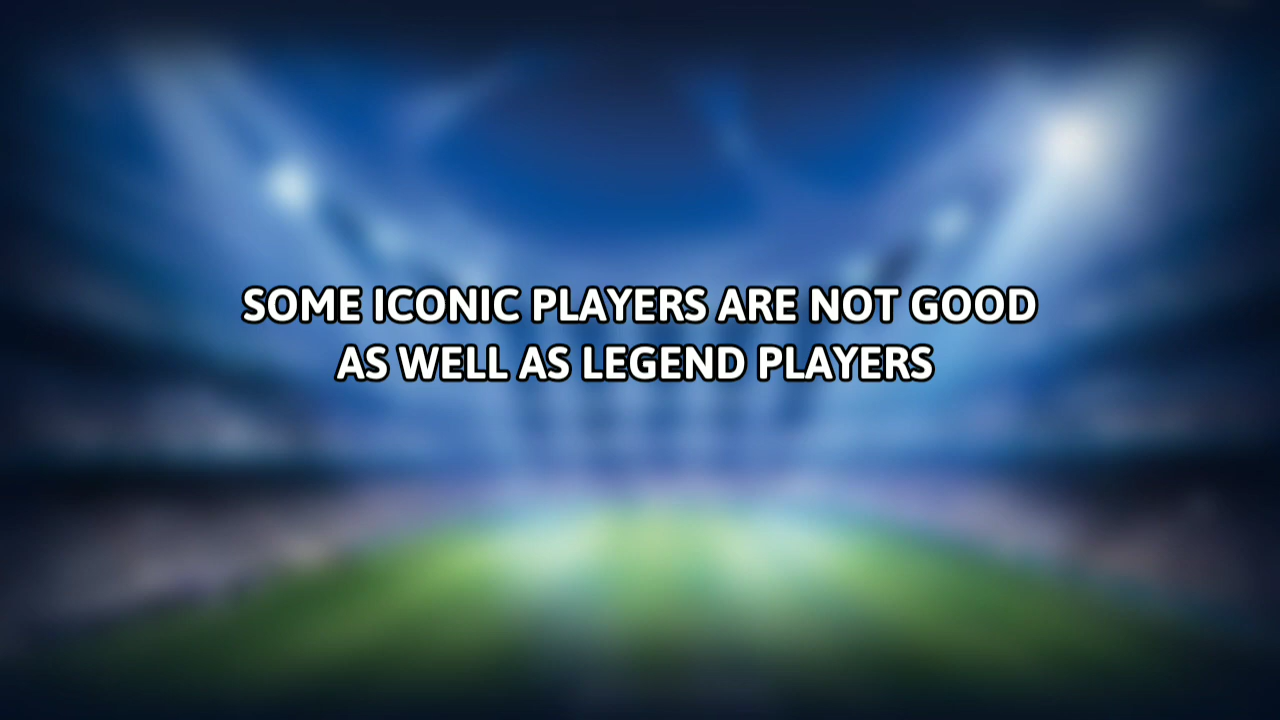 SOME ICONIC PLAYERS ARE NOT GOOD
AS WELL AS LEGEND PLAYERS